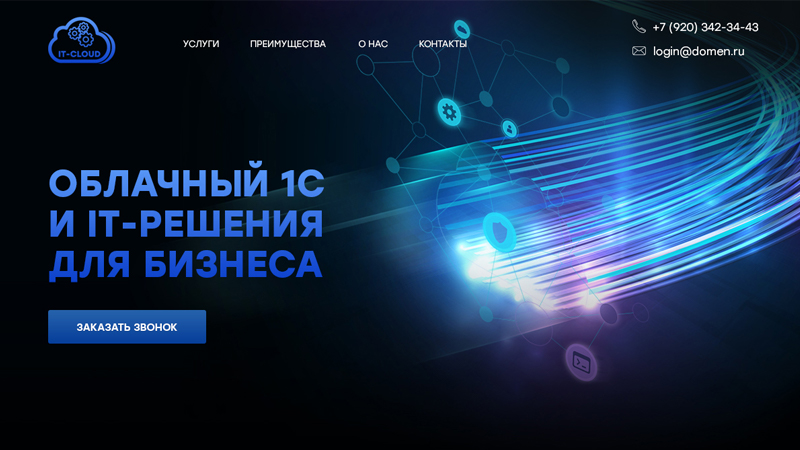 IT-CLOUD
УСЛУГИ
ПРЕИМУЩЕСТВА
О НАС
КОНТАКТЫ
+7 (920) 342-34-43
login@domen.ru
ОБЛАЧНЫЙ 1С
И IT-РЕШЕНИЯ
ДЛЯ БИЗНЕСА
ЗАКАЗАТЬ ЗВОНОК